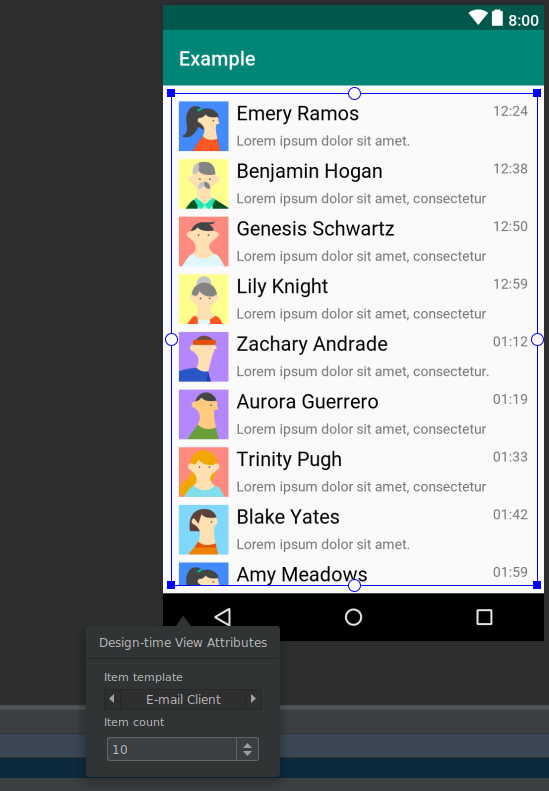 8:00
Example
Emery Ramos 12:24
Lorem ipsum dolor sit amet.
Benjamin Hogan 12:38
Lorem ipsum dolor sit amet, consectetur
Genesis Schwartz 12:50
Lorem ipsum dolor sit amet, consectetur
Lily Knight 12:59
Lorem ipsum dolor sit amet, consectetur
Zachary Andrade 01:12
Lorem ipsum dolor sit amet, consectetur.
Aurora Guerrero 01:19
Lorem ipsum dolor sit amet, consectetur
Trinity Pugh 01:33
Lorem ipsum dolor sit amet, consectetur
Blake Yates 01:42
Lorem ipsum dolor sit amet.
Amy Meadows 01:59
Design-time View Attributes
Item template
E-mail Client
Item count
10